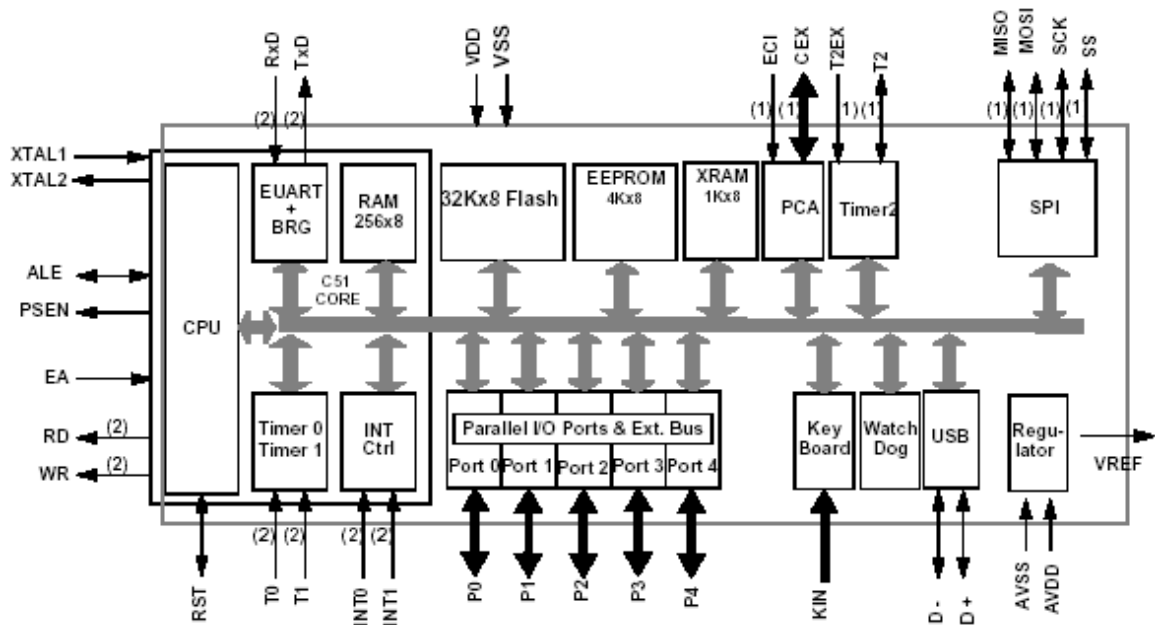 RxD
TxD
VDD
VSS
ECI
CEX
T2EX
T2
MISO
MOSI
SCK
SS
(2) (2)
(1) (1) 1) (1)
(1) (1) (1) (1
XTAL1
XTAL2
ALE
PSEN
EA
RD (2)
WR (2)
CPU
EUART
+
BRG
RAM
256x8
C51
CORE
32Kx8 Flash
EEPROM
4Kx8
XRAM
1Kx8
PCA
Timer2
SPI
Timer 0
Timer 1
INT
Ctrl
Parallel I/O Ports & Ext. Bus
Port 0 Port 1 Port 2 Port 3 Port 4
Key
Board
Watch
Dog
USB
Regu-
lator
VREF
(2) (2) (2) (2)
RST
T0
T1
INT0
INT1
P0
P1
P2
P3
P4
KIN
D -
D +
AVSS
AVDD